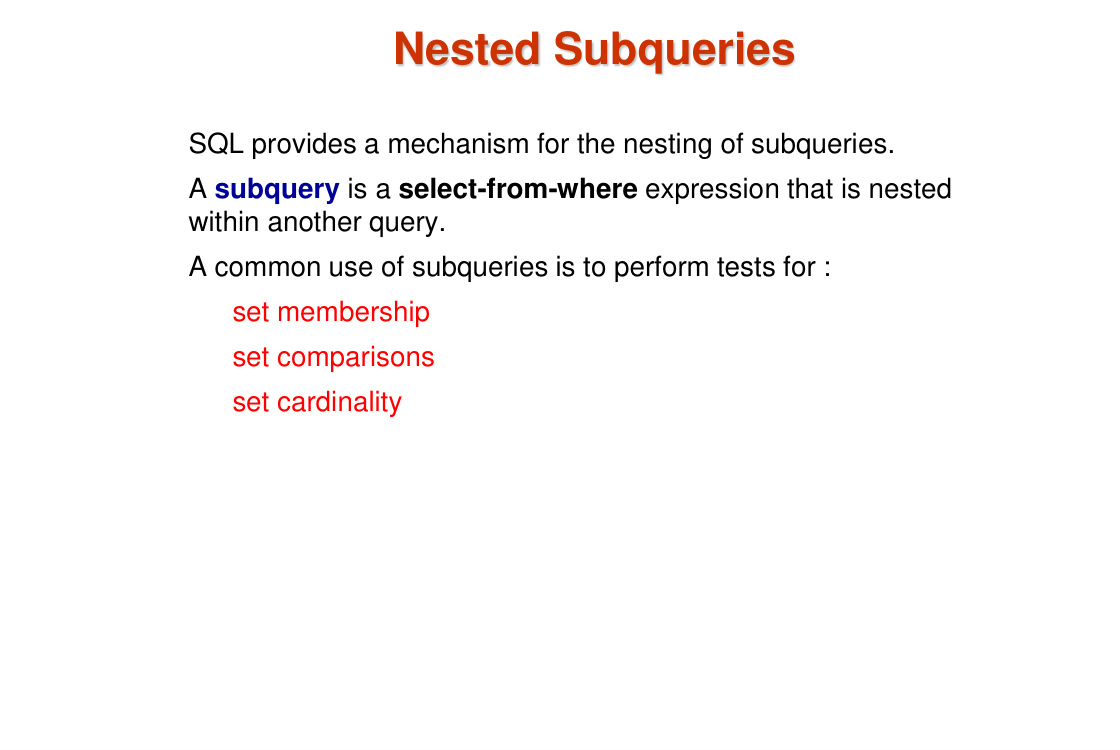 Nested Subqueries
SQL provides a mechanism for the nesting of subqueries.
A subquery is a select-from-where expression that is nested
within another query.
A common use of subqueries is to perform tests for :
set membership
set comparisons
set cardinality